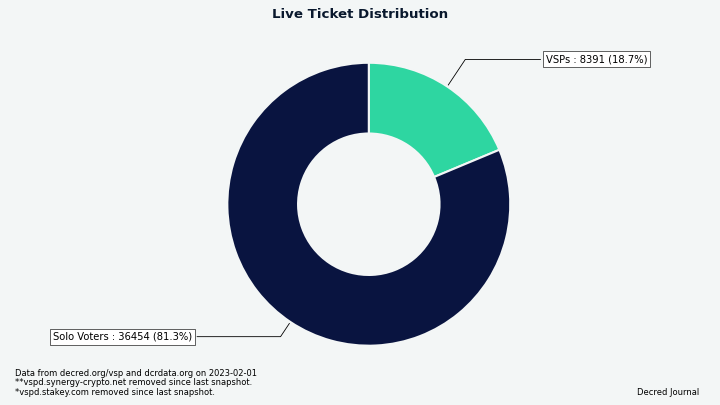 Live Ticket Distribution
VSPs : 8391 (18.7%)
Solo Voters : 36454 (81.3%)
Data from decred.org/vsp and dcrdata.org on 2023-02-01
**vspd.synergy-crypto.net removed since last snapshot.
*vspd.stakey.com removed since last snapshot.
Decred Journal